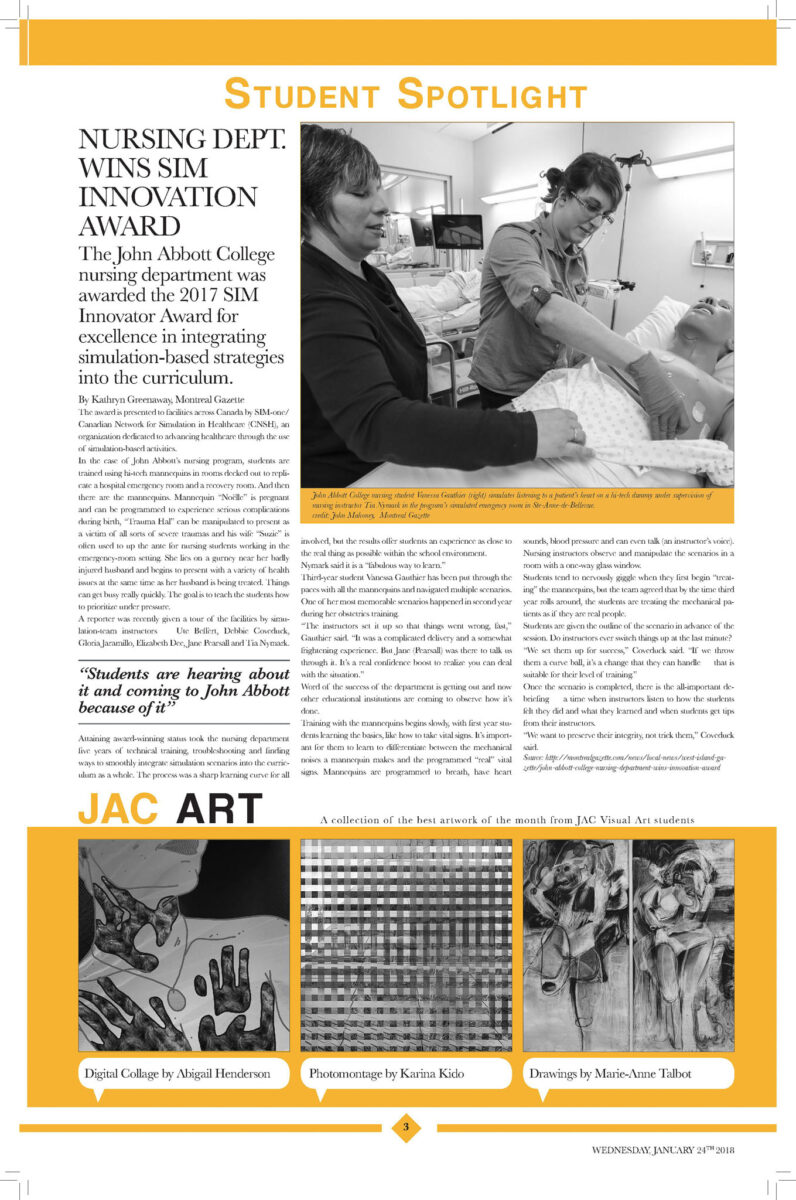 STUDENT SPOTLIGHT
NURSING DEPT.
WINS SIM
INNOVATION
AWARD
The John Abbott College
nursing department was
awarded the 2017 SIM
Innovator Award for
excellence in integrating
simulation-based strategies
into the curriculum.
By Kathryn Greenaway, Montreal Gazette
The award is presented to facilities across Canada by SIM-one/
Canadian Network for Simulation in Healthcare (CNSH), an
organization dedicated to advancing healthcare through the use
of simulation-based activities.
In the case of John Abbott's nursing program, students are
trained using hi-tech mannequins in rooms decked out to repli-
cate a hospital emergency room and a recovery room. And then
there are the mannequins. Mannequin “Noëlle” is pregnant
and can be programmed to experience serious complications
during birth, “Trauma Hal” can be manipulated to present as
a victim of all sorts of severe traumas and his wife “Suzie” is
often used to up the ante for nursing students working in the
emergency-room setting. She lies on a gurney near her badly
injured husband and begins to present with a variety of health
issues at the same time as her husband is being treated. Things
can get busy really quickly. The goal is to teach the students how
to prioritize under pressure.
A reporter was recently given a tour of the facilities by simu-
lation-team instructors Ute Beffert, Debbie Coveduck,
Gloria Jaramillo, Elizabeth Dee, Jane Pearsall and Tia Nymark.
“Students are hearing about
it and coming to John Abbott
because of it”
Attaining award-winning status took the nursing department
five years of technical training, troubleshooting and finding
ways to smoothly integrate simulation scenarios into the curric-
ulum as a whole. The process was a sharp learning curve for all
John Abbott College nursing student Vanessa Gauthier (right) simulates listening to a patient's heart on a hi-tech dummy under supervision of
nursing instructor Tia Nymark in the program's simulated emergency room in Ste-Anne-de-Bellevue.
credit: John Mahoney, Montreal Gazette
involved, but the results offer students an experience as close to
the real thing as possible within the school environment.
Nymark said it is a “fabulous way to learn.”
Third-year student Vanessa Gauthier has been put through the
paces with all the mannequins and navigated multiple scenarios.
One of her most memorable scenarios happened in second year
during her obstetrics training.
“The instructors set it up so that things went wrong, fast,”
Gauthier said. “It was a complicated delivery and a somewhat
frightening experience. But Jane (Pearsall) was there to talk us
through it. It's a real confidence boost to realize you can deal
with the situation.”
Word of the success of the department is getting out and now
other educational institutions are coming to observe how it's
done.
Training with the mannequins begins slowly, with first year stu-
dents learning the basics, like how to take vital signs. It's import-
ant for them to learn to differentiate between the mechanical
noises a mannequin makes and the programmed “real” vital
signs. Mannequins are programmed to breath, have heart
sounds, blood pressure and can even talk (an instructor's voice).
Nursing instructors observe and manipulate the scenarios in a
room with a one-way glass window.
Students tend to nervously giggle when they first begin “treat-
ing” the mannequins, but the team agreed that by the time third
year rolls around, the students are treating the mechanical pa-
tients as if they are real people.
Students are given the outline of the scenario in advance of the
session. Do instructors ever switch things up at the last minute?
“We set them up for success,” Coveduck said. “If we throw
them a curve ball, it's a change that they can handle that is
suitable for their level of training.”
Once the scenario is completed, there is the all-important de-
briefing a time when instructors listen to how the students
felt they did and what they learned and when students get tips
from their instructors.
“We want to preserve their integrity, not trick them,” Coveduck
said.
Source: http://montrealgazette.com/news/local-news/west-island-ga-
zette/john-abbott-college-nursing-department-wins-innovation-award
JAC ART
A collection of the best artwork of the month from JAC Visual Art students
Digital Collage by Abigail Henderson
Photomontage by Karina Kido
Drawings by Marie-Anne Talbot
3
WEDNESDAY, JANUARY 24TH 2018